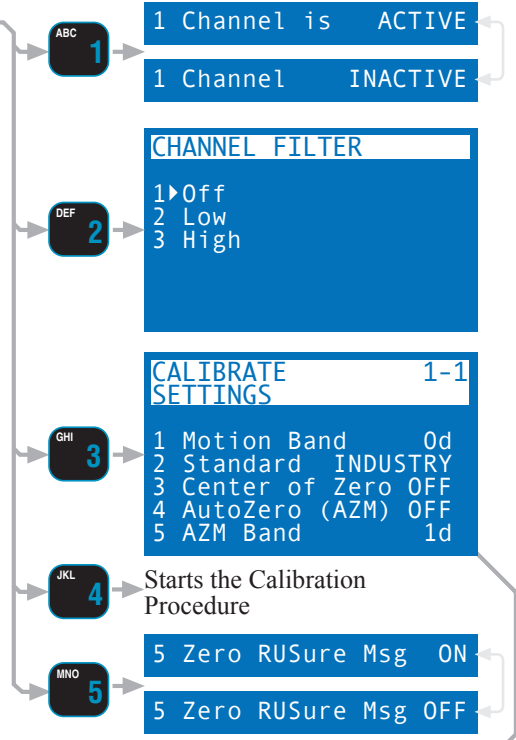 ABC
1
1 Channel is ACTIVE
1 Channel INACTIVE
DEF
2
CHANNEL FILTER
1 Off
2 Low
3 High
GHI
3
CALIBRATE 1-1
SETTINGS
1 Motion Band 0d
2 Standard INDUSTRY
3 Center of Zero OFF
4 AutoZero (AZM) OFF
5 AZM Band 1d
JKL
4
Starts the Calibration
Procedure
MNO
5
5 Zero RUSure Msg ON
5 Zero RUSure Msg OFF